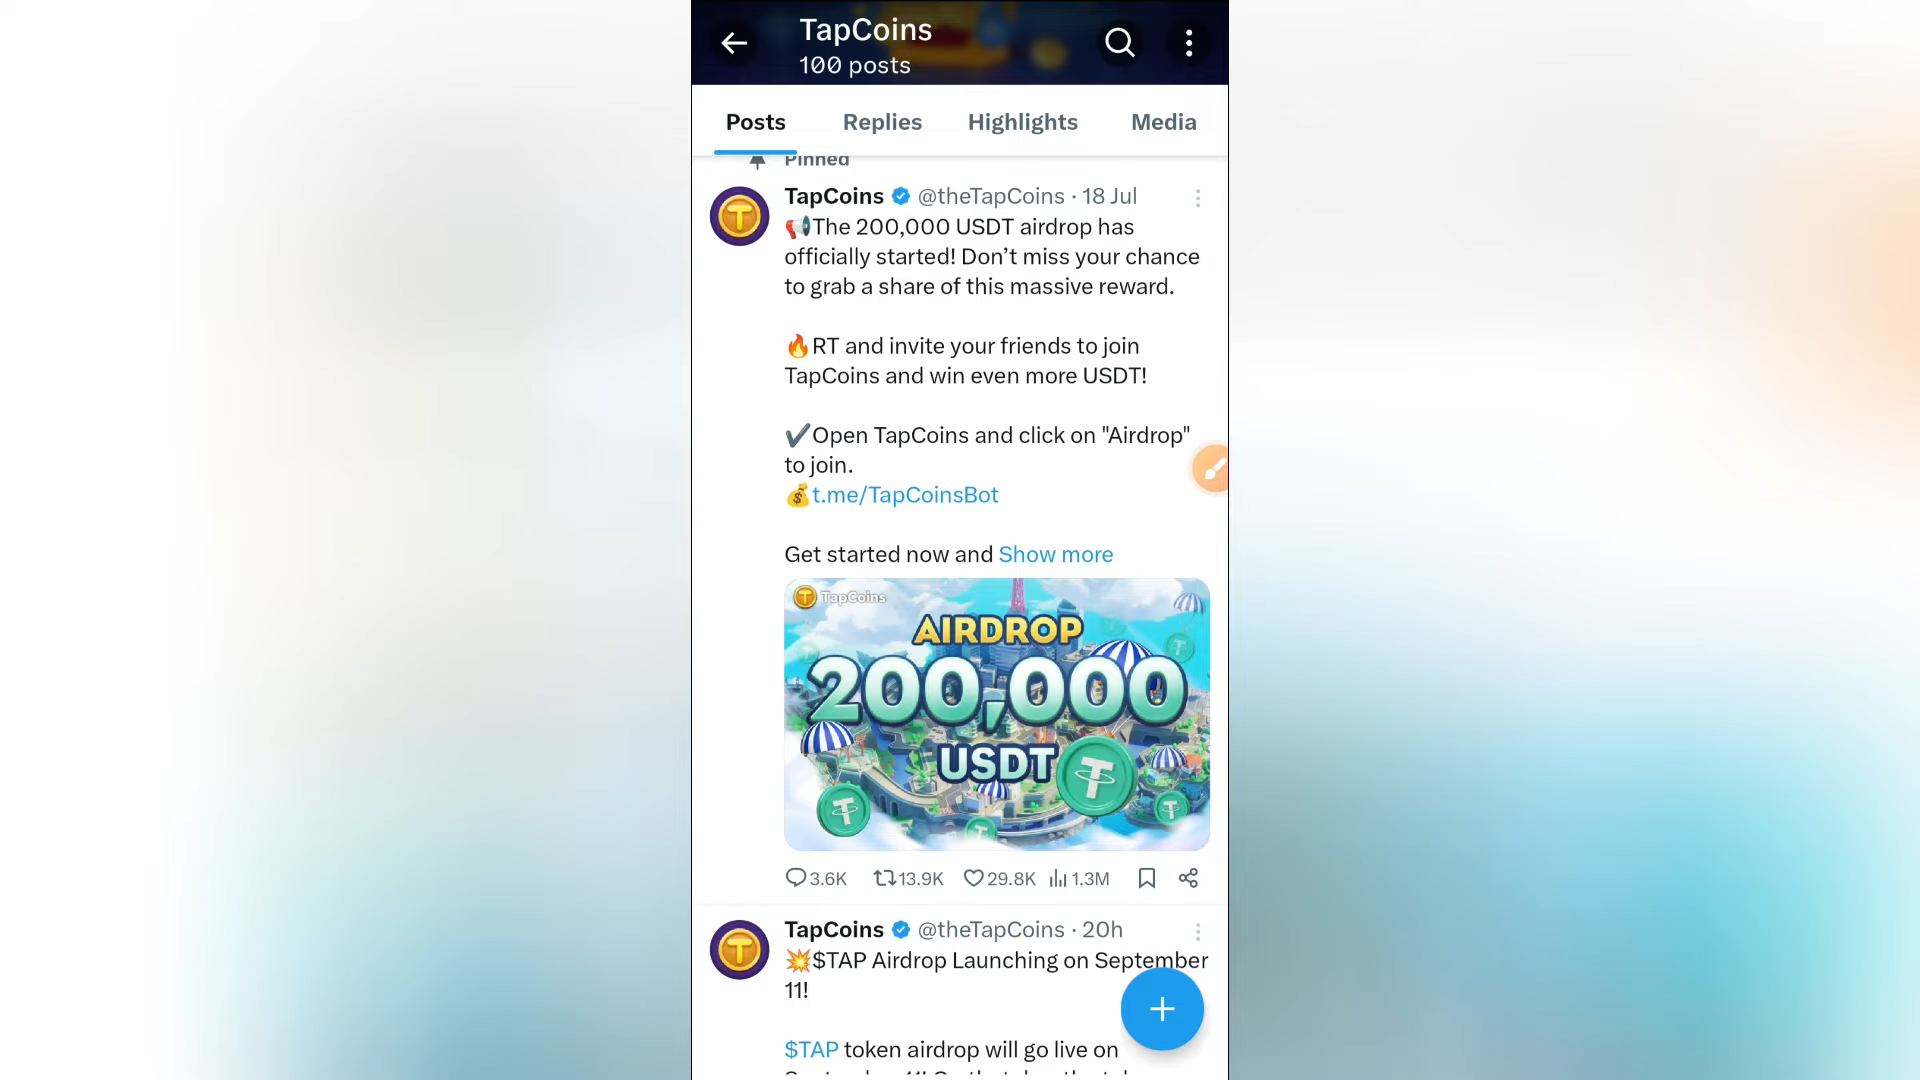 TapCoins
100 posts
Posts Replies Highlights Media
Pinned
TapCoins @theTapCoins · 18 Jul
📢The 200,000 USDT airdrop has
officially started! Don’t miss your chance
to grab a share of this massive reward.
🔥RT and invite your friends to join
TapCoins and win even more USDT!
✔️Open TapCoins and click on "Airdrop"
to join.
💰t.me/TapCoinsBot
Get started now and Show more
TapCoins
AIRDROP
200,000
USDT
3.6K 13.9K 29.8K 1.3M
TapCoins @theTapCoins · 20h
💥$TAP Airdrop Launching on September
11!
$TAP token airdrop will go live on